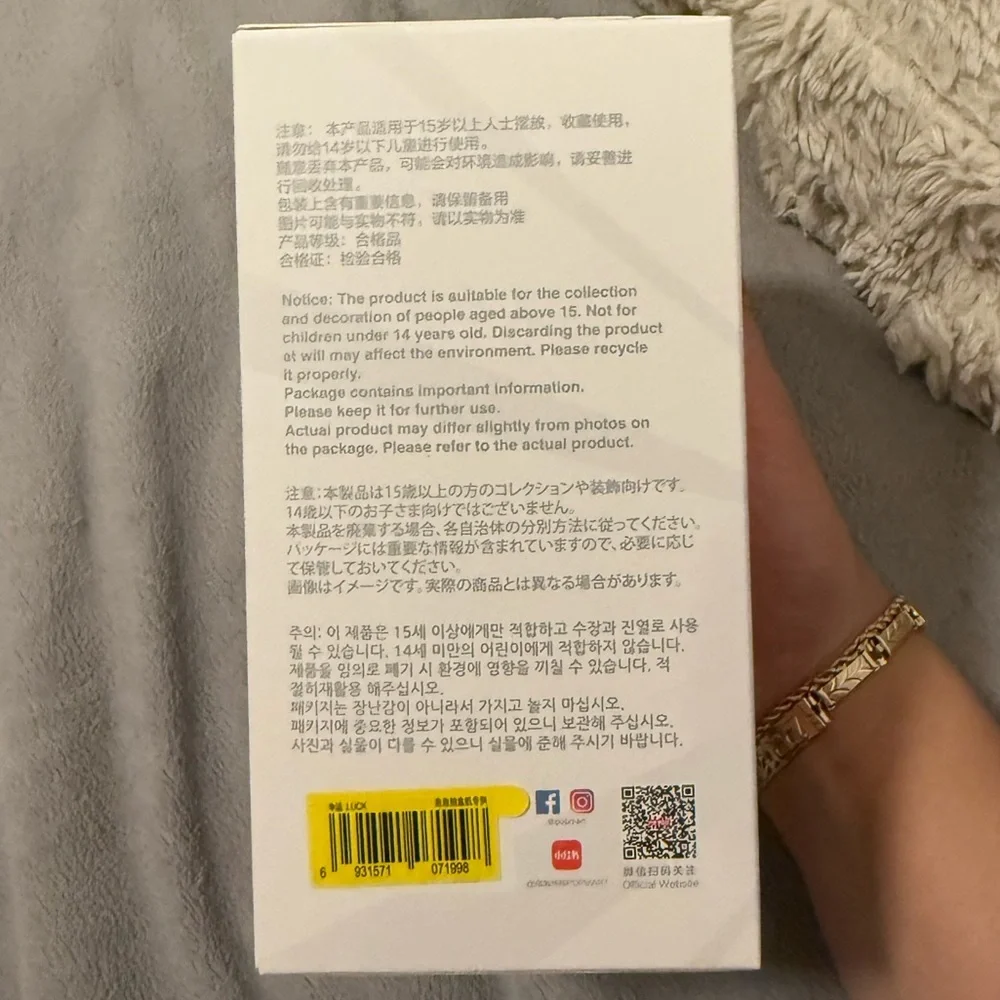 注意：本产品适用于15岁以上人士摆放，收藏使用，
请勿给14岁以下儿童进行使用。
随意丢弃本产品，可能会对环境造成影响，请妥善进
行回收处理。
包装上含有重要信息，请保留备用
图片可能与实物不符，请以实物为准
产品等级：合格品
合格证：检验合格
Notice: The product is suitable for the collection
and decoration of people aged above 15. Not for
children under 14 years old. Discarding the product
at will may affect the environment. Please recycle
it properly.
Package contains important information.
Please keep it for further use.
Actual product may differ slightly from photos on
the package. Please refer to the actual product.
注意：本製品は15歳以上の方のコレクションや装飾向けです。
14歳以下のお子さま向けではございません。
本製品を廃棄する場合、各自治体の分別方法に従ってください。
パッケージには重要な情報が含まれていますので、必要に応じ
て保管しておいてください。
画像はイメージです。実際の商品とは異なる場合があります。
주의: 이 제품은 15세 이상에게만 적합하고 수장과 진열로 사용
될 수 있습니다. 14세 미만의 어린이에게 적합하지 않습니다.
제품을 임의로 폐기 시 환경에 영향을 끼칠 수 있습니다. 적
절히재활용 해주십시오.
패키지는 장난감이 아니라서 가지고 놀지 마십시오.
패키지에 중요한 정보가 포함되어 있으니 보관해 주십시오.
사진과 실물이 다를 수 있으니 실물에 준해 주시기 바랍니다.
LUCK
6 931571 071998
小红书
微信扫码关注
Official Website